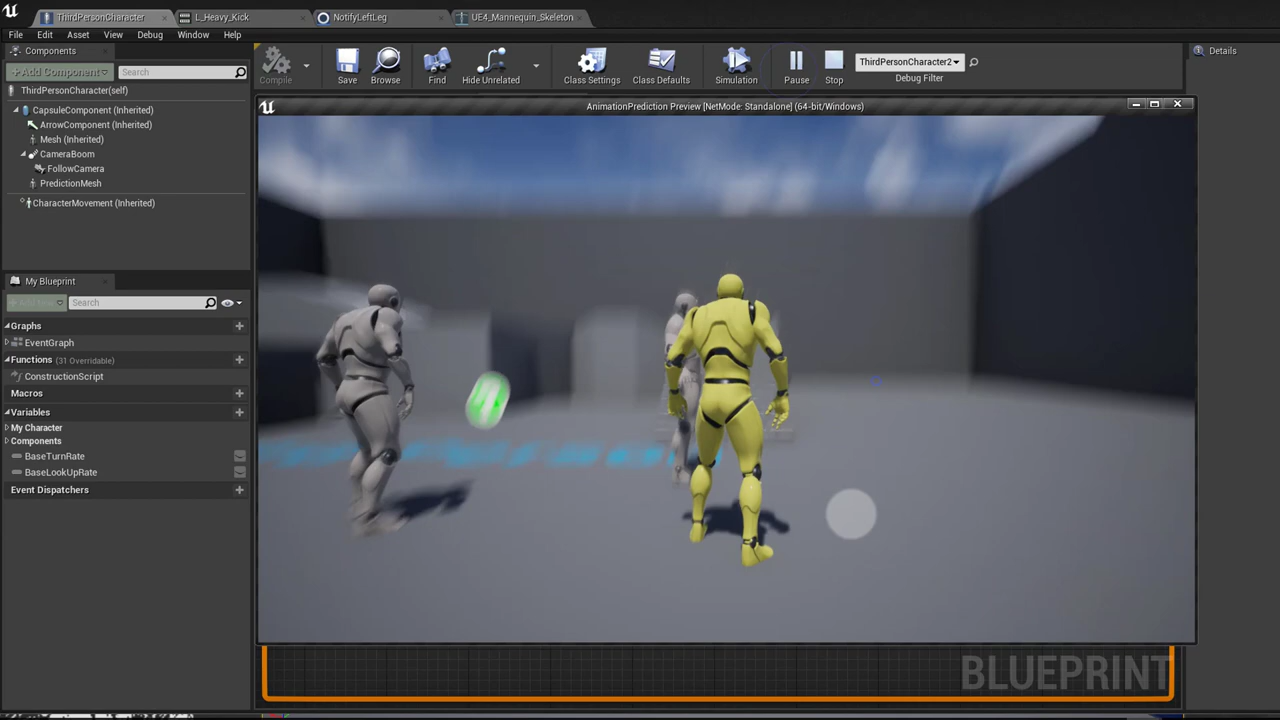 ThirdPersonCharacter
L_Heavy_Kick
NotifyLeftLeg
UE4_Mannequin_Skeleton
File Edit Asset View Debug Window Help
Components
+Add Component
Search
ThirdPersonCharacter(self)
CapsuleComponent (Inherited)
ArrowComponent (Inherited)
Mesh (Inherited)
CameraBoom
FollowCamera
PredictionMesh
CharacterMovement (Inherited)
My Blueprint
Search
Graphs
EventGraph
Functions (31 Overridable)
ConstructionScript
Macros
Variables
My Character
Components
BaseTurnRate
BaseLookUpRate
Event Dispatchers
Compile
Save
Browse
Find
Hide Unrelated
Class Settings
Class Defaults
Simulation
Pause
Stop
ThirdPersonCharacter2
Debug Filter
Details
AnimationPrediction Preview [NetMode: Standalone] (64-bit/Windows)
BLUEPRINT